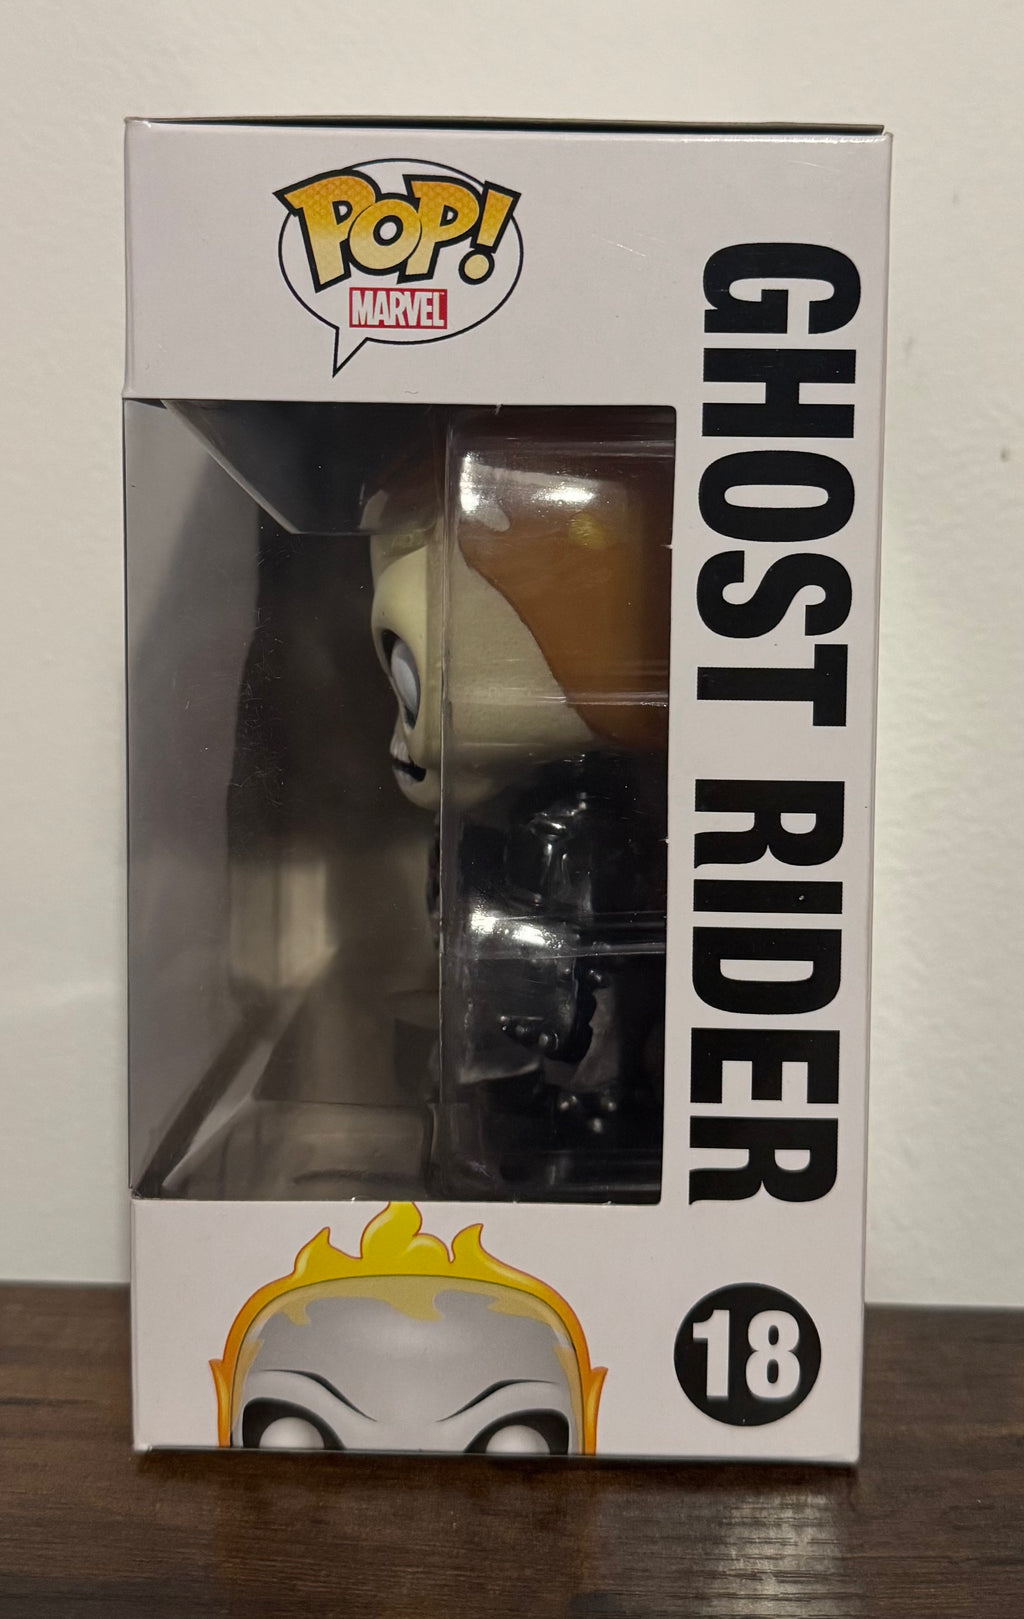 POP!
MARVEL
GHOST RIDER
18